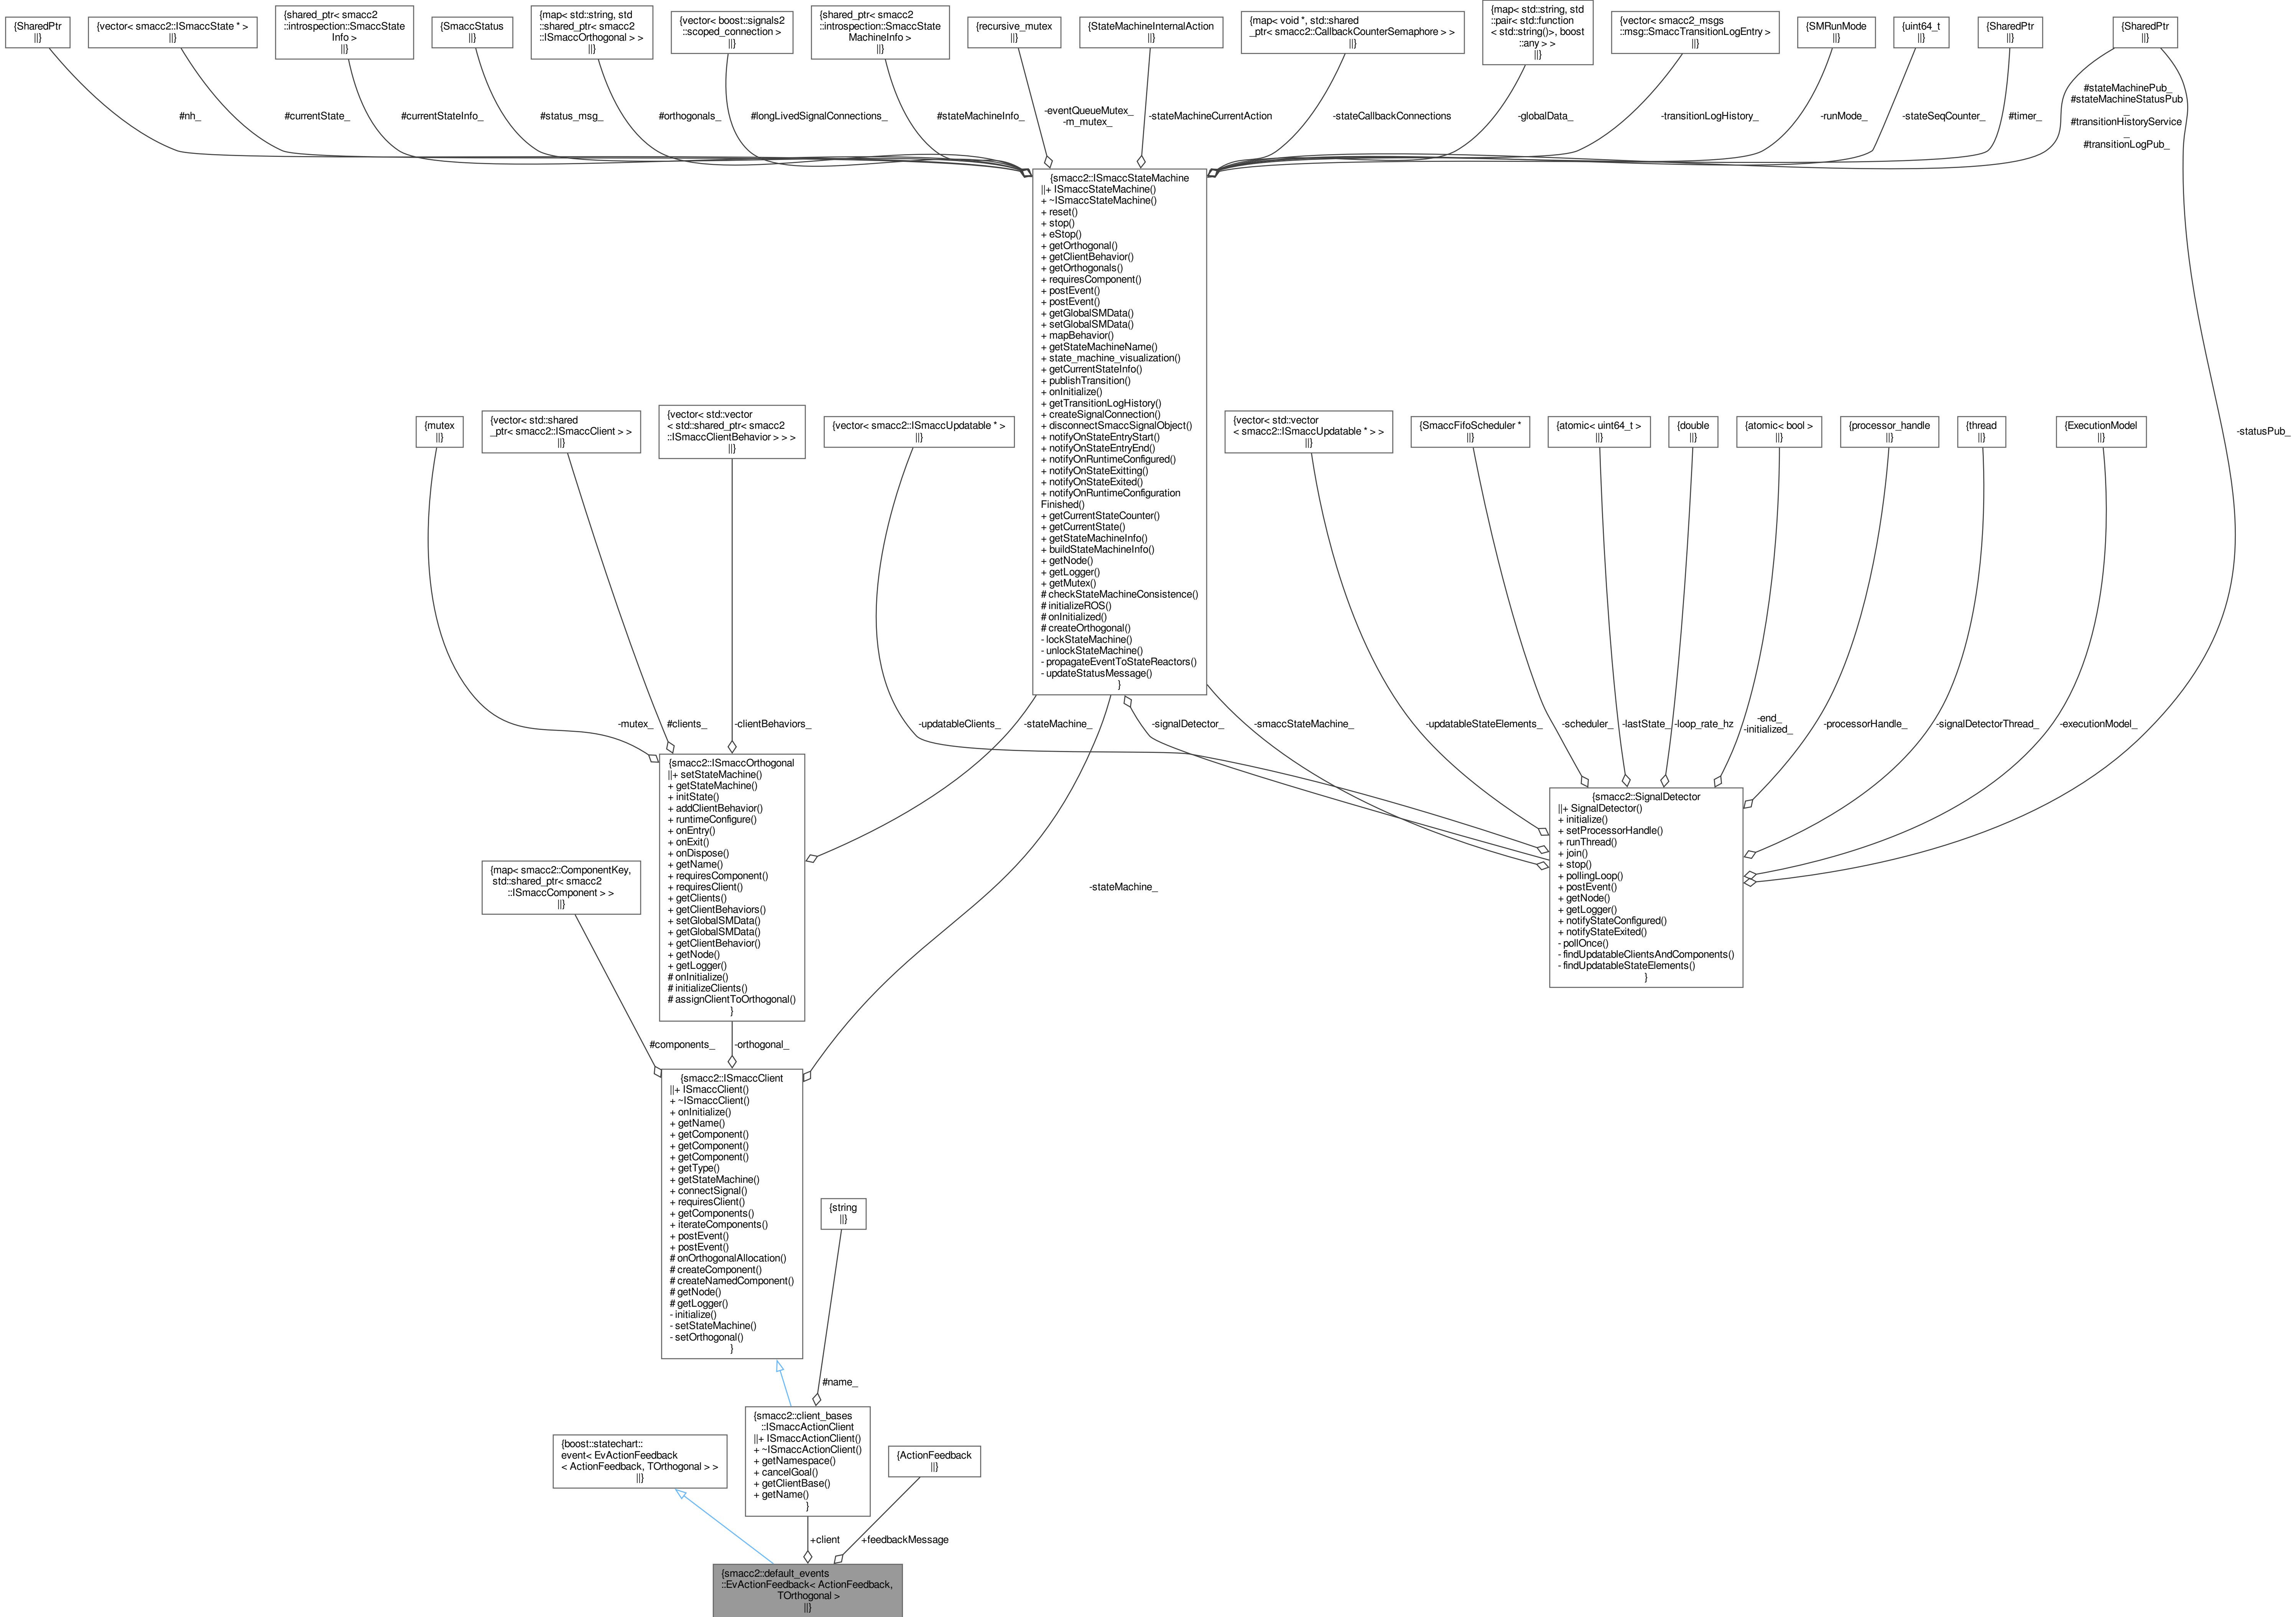 {SharedPtr
||}
{vector< smacc2::ISmaccState * >
||}
{shared_ptr< smacc2
::introspection::SmaccState
Info >
||}
{SmaccStatus
||}
{map< std::string, std
::shared_ptr< smacc2
::ISmaccOrthogonal > >
||}
{vector< boost::signals2
::scoped_connection >
||}
{shared_ptr< smacc2
::introspection::SmaccState
MachineInfo >
||}
{recursive_mutex
||}
{StateMachineInternalAction
||}
{map< void *, std::shared
_ptr< smacc2::CallbackCounterSemaphore > >
||}
{map< std::string, std
::pair< std::function
< std::string()>, boost
::any > >
||}
{vector< smacc2_msgs
::msg::SmaccTransitionLogEntry >
||}
{SMRunMode
||}
{uint64_t
||}
{SharedPtr
||}
{SharedPtr
||}
#nh_
#currentState_
#currentStateInfo_
#status_msg_
#orthogonals_
#longLivedSignalConnections_
#stateMachineInfo_
-eventQueueMutex_
-m_mutex_
-stateMachineCurrentAction
-stateCallbackConnections
-globalData_
-transitionLogHistory_
-runMode_
-stateSeqCounter_
#timer_
#stateMachinePub_
#stateMachineStatusPub
_
#transitionHistoryService
_
#transitionLogPub_
{smacc2::ISmaccStateMachine
||+ ISmaccStateMachine()
+ ~ISmaccStateMachine()
+ reset()
+ stop()
+ eStop()
+ getOrthogonal()
+ getClientBehavior()
+ getOrthogonals()
+ requiresComponent()
+ postEvent()
+ postEvent()
+ getGlobalSMData()
+ setGlobalSMData()
+ mapBehavior()
+ getStateMachineName()
+ state_machine_visualization()
+ getCurrentStateInfo()
+ publishTransition()
+ onInitialize()
+ getTransitionLogHistory()
+ createSignalConnection()
+ disconnectSmaccSignalObject()
+ notifyOnStateEntryStart()
+ notifyOnStateEntryEnd()
+ notifyOnRuntimeConfigured()
+ notifyOnStateExitting()
+ notifyOnStateExited()
+ notifyOnRuntimeConfiguration
Finished()
+ getCurrentStateCounter()
+ getCurrentState()
+ getStateMachineInfo()
+ buildStateMachineInfo()
+ getNode()
+ getLogger()
+ getMutex()
# checkStateMachineConsistence()
# initializeROS()
# onInitialized()
# createOrthogonal()
- lockStateMachine()
- unlockStateMachine()
- propagateEventToStateReactors()
- updateStatusMessage()
}
{mutex
||}
{vector< std::shared
_ptr< smacc2::ISmaccClient > >
||}
{vector< std::vector
< std::shared_ptr< smacc2
::ISmaccClientBehavior > > >
||}
{vector< smacc2::ISmaccUpdatable * >
||}
{vector< std::vector
< smacc2::ISmaccUpdatable * > >
||}
{SmaccFifoScheduler *
||}
{atomic< uint64_t >
||}
{double
||}
{atomic< bool >
||}
{processor_handle
||}
{thread
||}
{ExecutionModel
||}
-statusPub_
-mutex_
#clients_
-clientBehaviors_
-updatableClients_
-stateMachine_
-signalDetector_
-smaccStateMachine_
-updatableStateElements_
-scheduler_
-lastState_
-loop_rate_hz
-end_
-initialized_
-processorHandle_
-signalDetectorThread_
-executionModel_
{smacc2::ISmaccOrthogonal
||+ setStateMachine()
+ getStateMachine()
+ initState()
+ addClientBehavior()
+ runtimeConfigure()
+ onEntry()
+ onExit()
+ onDispose()
+ getName()
+ requiresComponent()
+ requiresClient()
+ getClients()
+ getClientBehaviors()
+ setGlobalSMData()
+ getGlobalSMData()
+ getClientBehavior()
+ getNode()
+ getLogger()
# onInitialize()
# initializeClients()
# assignClientToOrthogonal()
}
{smacc2::SignalDetector
||+ SignalDetector()
+ initialize()
+ setProcessorHandle()
+ runThread()
+ join()
+ stop()
+ pollingLoop()
+ postEvent()
+ getNode()
+ getLogger()
+ notifyStateConfigured()
+ notifyStateExited()
- pollOnce()
- findUpdatableClientsAndComponents()
- findUpdatableStateElements()
}
{map< smacc2::ComponentKey,
std::shared_ptr< smacc2
::ISmaccComponent > >
||}
-stateMachine_
#components_
-orthogonal_
{smacc2::ISmaccClient
||+ ISmaccClient()
+ ~ISmaccClient()
+ onInitialize()
+ getName()
+ getComponent()
+ getComponent()
+ getComponent()
+ getType()
+ getStateMachine()
+ connectSignal()
+ requiresClient()
+ getComponents()
+ iterateComponents()
+ postEvent()
+ postEvent()
# onOrthogonalAllocation()
# createComponent()
# createNamedComponent()
# getNode()
# getLogger()
- initialize()
- setStateMachine()
- setOrthogonal()
}
{string
||}
#name_
{smacc2::client_bases
::ISmaccActionClient
||+ ISmaccActionClient()
+ ~ISmaccActionClient()
+ getNamespace()
+ cancelGoal()
+ getClientBase()
+ getName()
}
{boost::statechart::
event< EvActionFeedback
< ActionFeedback, TOrthogonal > >
||}
{ActionFeedback
||}
+client
+feedbackMessage
{smacc2::default_events
::EvActionFeedback< ActionFeedback,
TOrthogonal >
||}